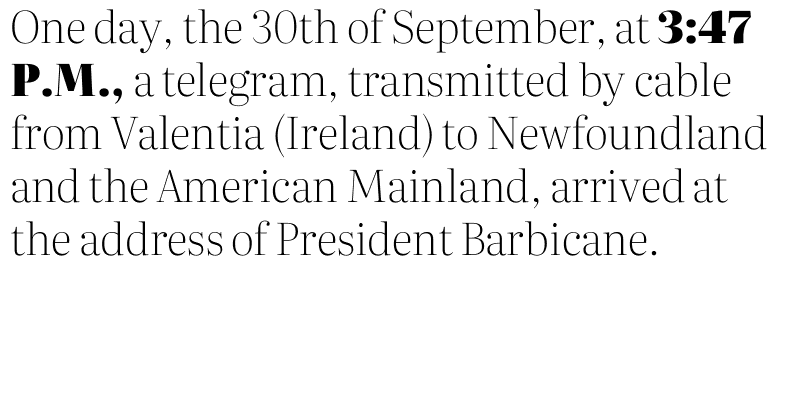 One day, the 30th of September, at 3:47
P.M., a telegram, transmitted by cable
from Valentia (Ireland) to Newfoundland
and the American Mainland, arrived at
the address of President Barbicane.